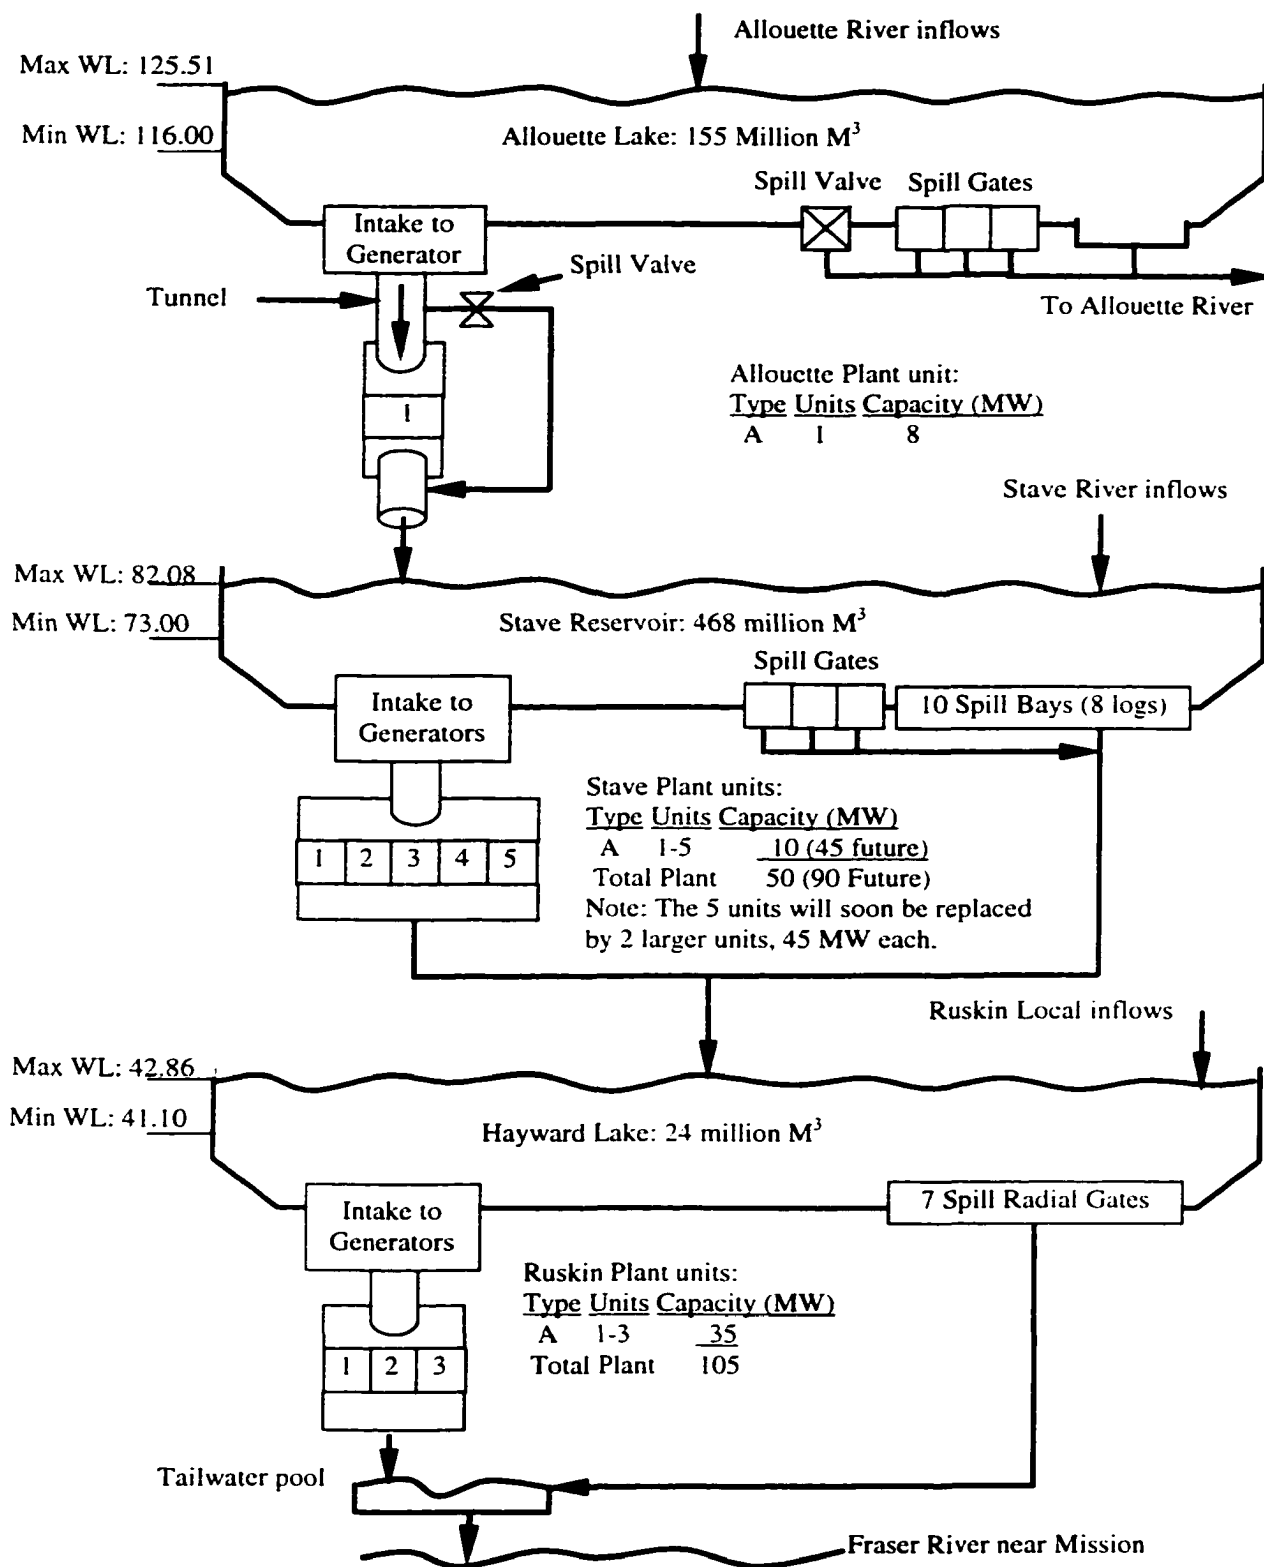 Allouette River inflows
Max WL: 125.51
Min WL: 116.00
Allouette Lake: 155 Million M³
Spill Valve
Spill Gates
Intake to
Generator
Spill Valve
Tunnel
To Allouette River
1
Allouette Plant unit:
Type Units Capacity (MW)
A 1 8
Stave River inflows
Max WL: 82.08
Min WL: 73.00
Stave Reservoir: 468 million M³
Spill Gates
Intake to
Generators
10 Spill Bays (8 logs)
1 2 3 4 5
Stave Plant units:
Type Units Capacity (MW)
A 1-5 10 (45 future)
Total Plant 50 (90 Future)
Note: The 5 units will soon be replaced
by 2 larger units, 45 MW each.
Ruskin Local inflows
Max WL: 42.86
Min WL: 41.10
Hayward Lake: 24 million M³
Intake to
Generators
7 Spill Radial Gates
Ruskin Plant units:
Type Units Capacity (MW)
A 1-3 35
Total Plant 105
1 2 3
Tailwater pool
Fraser River near Mission